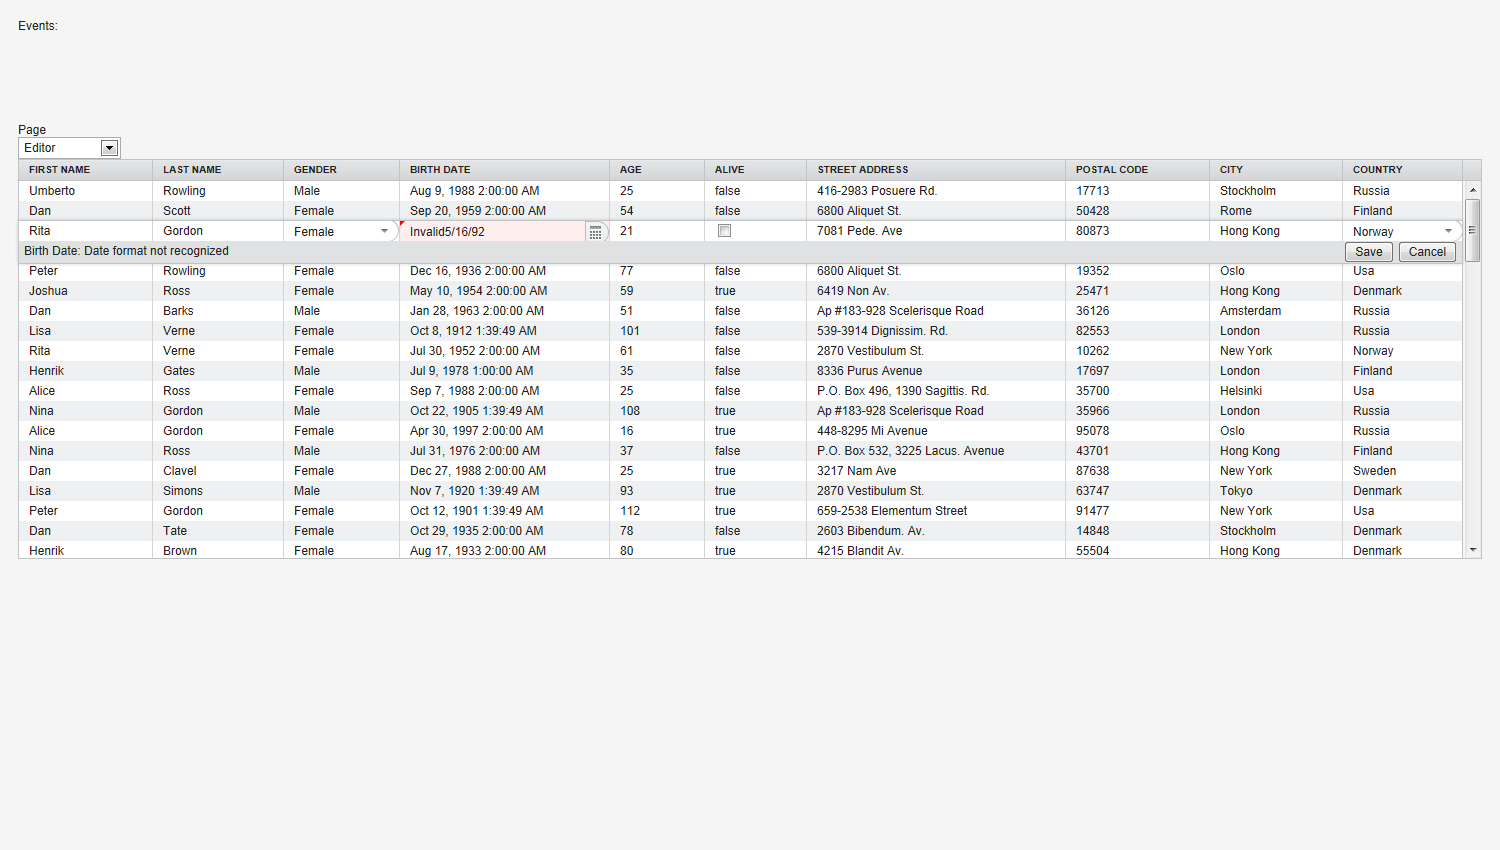 Events:
Page
Editor
FIRST NAME LAST NAME GENDER BIRTH DATE AGE ALIVE STREET ADDRESS POSTAL CODE CITY COUNTRY
Umberto Rowling Male Aug 9, 1988 2:00:00 AM 25 false 416-2983 Posuere Rd. 17713 Stockholm Russia
Dan Scott Female Sep 20, 1959 2:00:00 AM 54 false 6800 Aliquet St. 50428 Rome Finland
Rita Gordon Female Invalid5/16/92 21 7081 Pede. Ave 80873 Hong Kong Norway
Birth Date: Date format not recognized Save Cancel
Peter Rowling Female Dec 16, 1936 2:00:00 AM 77 false 6800 Aliquet St. 19352 Oslo Usa
Joshua Ross Female May 10, 1954 2:00:00 AM 59 true 6419 Non Av. 25471 Hong Kong Denmark
Dan Barks Male Jan 28, 1963 2:00:00 AM 51 false Ap #183-928 Scelerisque Road 36126 Amsterdam Russia
Lisa Verne Female Oct 8, 1912 1:39:49 AM 101 false 539-3914 Dignissim. Rd. 82553 London Russia
Rita Verne Female Jul 30, 1952 2:00:00 AM 61 false 2870 Vestibulum St. 10262 New York Norway
Henrik Gates Male Jul 9, 1978 1:00:00 AM 35 false 8336 Purus Avenue 17697 London Finland
Alice Ross Female Sep 7, 1988 2:00:00 AM 25 false P.O. Box 496, 1390 Sagittis. Rd. 35700 Helsinki Usa
Nina Gordon Male Oct 22, 1905 1:39:49 AM 108 true Ap #183-928 Scelerisque Road 35966 London Russia
Alice Gordon Female Apr 30, 1997 2:00:00 AM 16 true 448-8295 Mi Avenue 95078 Oslo Russia
Nina Ross Male Jul 31, 1976 2:00:00 AM 37 false P.O. Box 532, 3225 Lacus. Avenue 43701 Hong Kong Finland
Dan Clavel Female Dec 27, 1988 2:00:00 AM 25 true 3217 Nam Ave 87638 New York Sweden
Lisa Simons Male Nov 7, 1920 1:39:49 AM 93 true 2870 Vestibulum St. 63747 Tokyo Denmark
Peter Gordon Female Oct 12, 1901 1:39:49 AM 112 true 659-2538 Elementum Street 91477 New York Usa
Dan Tate Female Oct 29, 1935 2:00:00 AM 78 false 2603 Bibendum. Av. 14848 Stockholm Denmark
Henrik Brown Female Aug 17, 1933 2:00:00 AM 80 true 4215 Blandit Av. 55504 Hong Kong Denmark